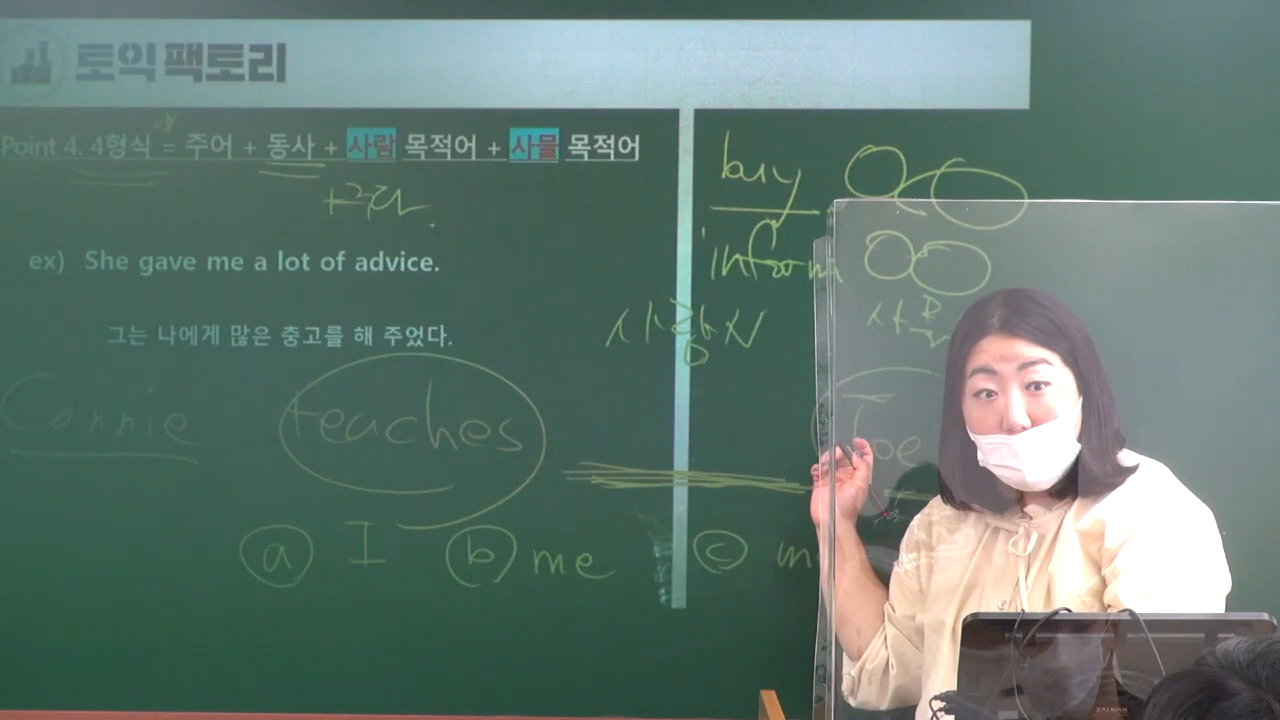 토익 팩토리
Point 4. 4형식 = 주어 + 동사 + 사람 목적어 + 사물 목적어
ex) She gave me a lot of advice.
그는 나에게 많은 충고를 해 주었다.
buy
inform
사람
사물
Connie teaches
ⓐ I ⓑ me ⓒ
ZALMAN